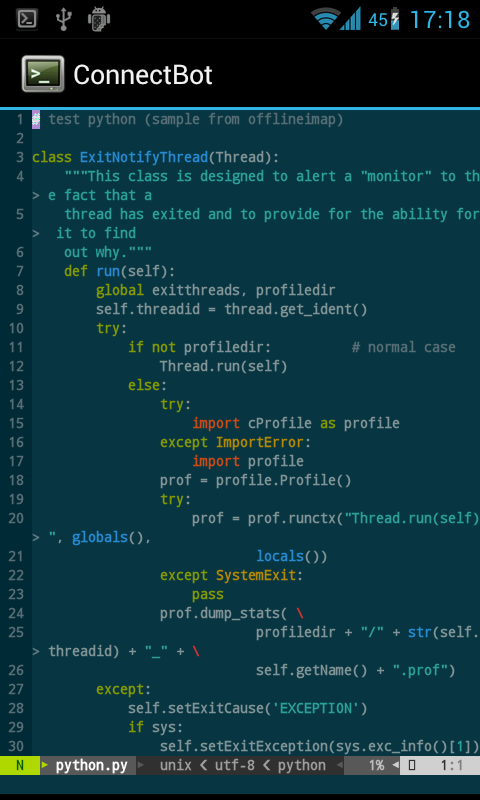 45 17:18
ConnectBot
1 # test python (sample from offlineimap)
2
3 class ExitNotifyThread(Thread):
4     """This class is designed to alert a "monitor" to th
> e fact that a
5     thread has exited and to provide for the ability for
>  it to find
6     out why."""
7     def run(self):
8         global exitthreads, profiledir
9         self.threadid = thread.get_ident()
10         try:
11             if not profiledir:          # normal case
12                 Thread.run(self)
13             else:
14                 try:
15                     import cProfile as profile
16                 except ImportError:
17                     import profile
18                 prof = profile.Profile()
19                 try:
20                     prof = prof.runctx("Thread.run(self)
> ", globals(),
21                             locals())
22                 except SystemExit:
23                     pass
24                 prof.dump_stats( \
25                             profiledir + "/" + str(self.
> threadid) + "_" + \
26                             self.getName() + ".prof")
27         except:
28             self.setExitCause('EXCEPTION')
29             if sys:
30                 self.setExitException(sys.exc_info()[1])
N python.py unix < utf-8 < python 1% 1:1